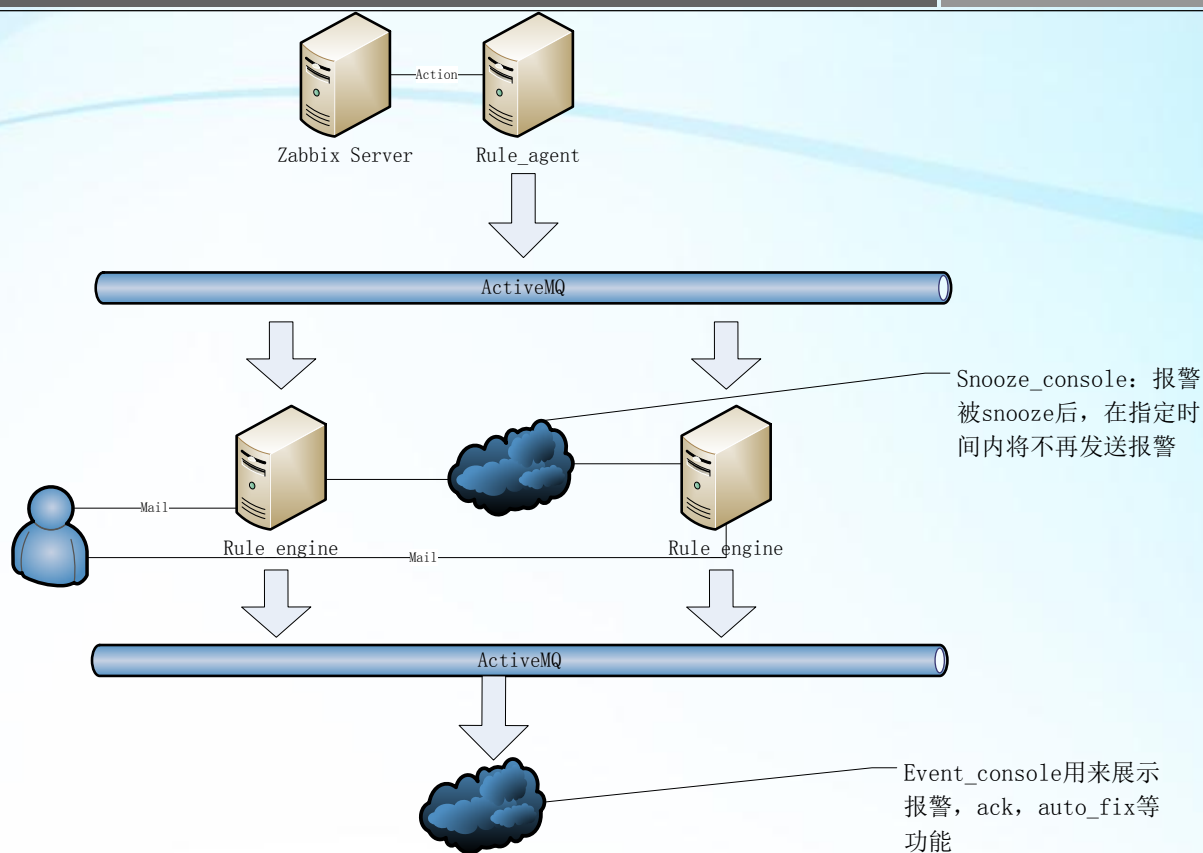 Action
Zabbix Server
Rule_agent
ActiveMQ
Snooze_console：报警
被snooze后，在指定时
间内将不再发送报警
Mail
Rule engine
Rule engine
Mail
ActiveMQ
Event_console用来展示
报警，ack，auto_fix等
功能